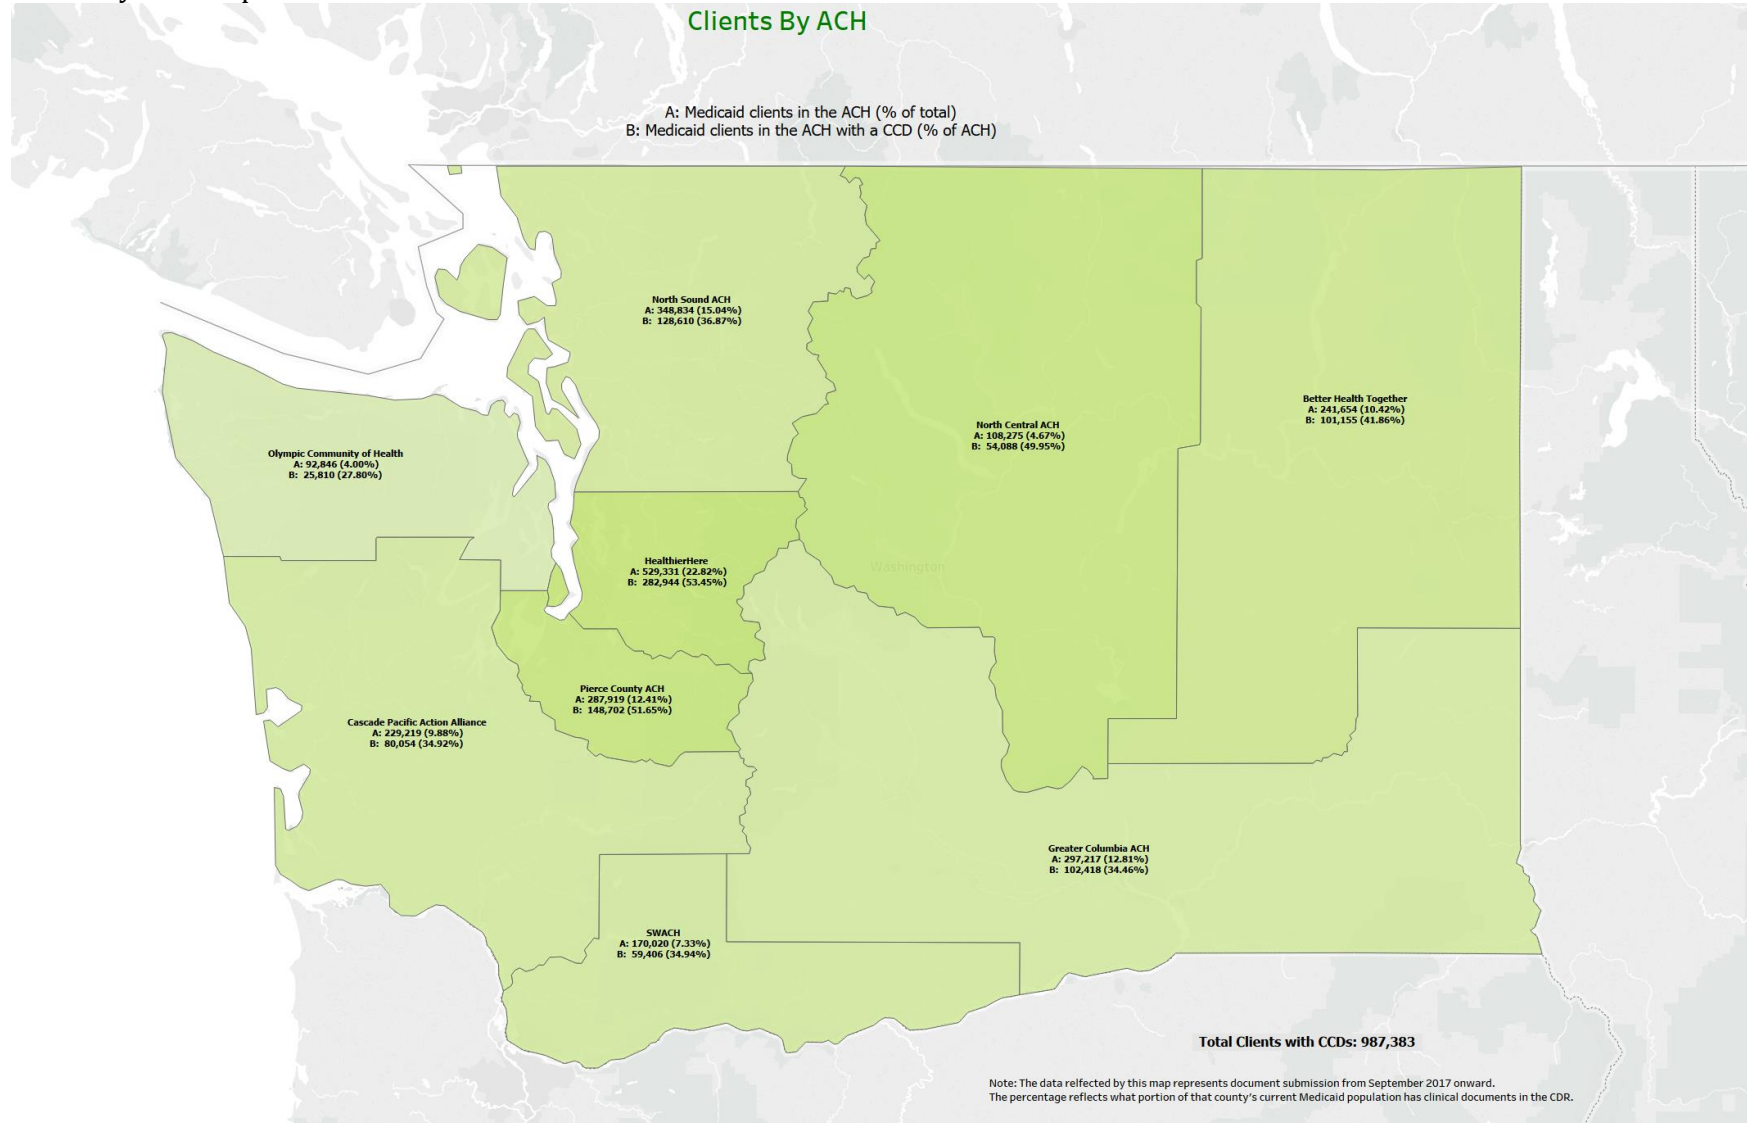 Clients By ACH
A: Medicaid clients in the ACH (% of total)
B: Medicaid clients in the ACH with a CCD (% of ACH)
North Sound ACH
A: 348,834 (15.04%)
B: 128,610 (36.87%)
Better Health Together
A: 241,654 (10.42%)
B: 101,155 (41.86%)
North Central ACH
A: 108,275 (4.67%)
B: 54,088 (49.95%)
Olympic Community of Health
A: 92,846 (4.00%)
B: 25,810 (27.80%)
HealthierHere
A: 529,331 (22.82%)
B: 282,944 (53.45%)
Washington
Pierce County ACH
A: 287,919 (12.41%)
B: 148,702 (51.65%)
Cascade Pacific Action Alliance
A: 229,219 (9.88%)
B: 80,054 (34.92%)
Greater Columbia ACH
A: 297,217 (12.81%)
B: 102,418 (34.46%)
SWACH
A: 170,020 (7.33%)
B: 59,406 (34.94%)
Total Clients with CCDs: 987,383
Note: The data relfected by this map represents document submission from September 2017 onward.
The percentage reflects what portion of that county's current Medicaid population has clinical documents in the CDR.